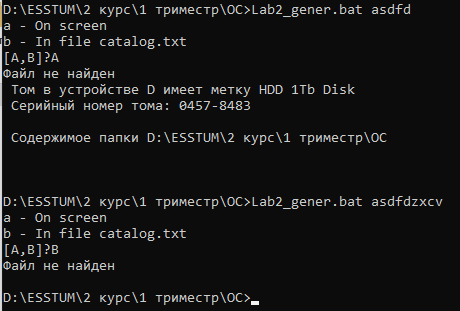 D:\ESSTUM\2 курс\1 триместр\ОС>Lab2_gener.bat asdfd
a - On screen
b - In file catalog.txt
[A,B]?A
Файл не найден
Том в устройстве D имеет метку HDD 1Tb Disk
Серийный номер тома: 0457-8483
Содержимое папки D:\ESSTUM\2 курс\1 триместр\ОС
D:\ESSTUM\2 курс\1 триместр\ОС>Lab2_gener.bat asdfdzxcv
a - On screen
b - In file catalog.txt
[A,B]?B
Файл не найден
D:\ESSTUM\2 курс\1 триместр\ОС>